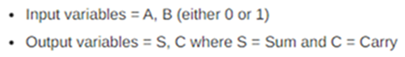 • Input variables = A, B (either 0 or 1)
• Output variables = S, C where S = Sum and C = Carry